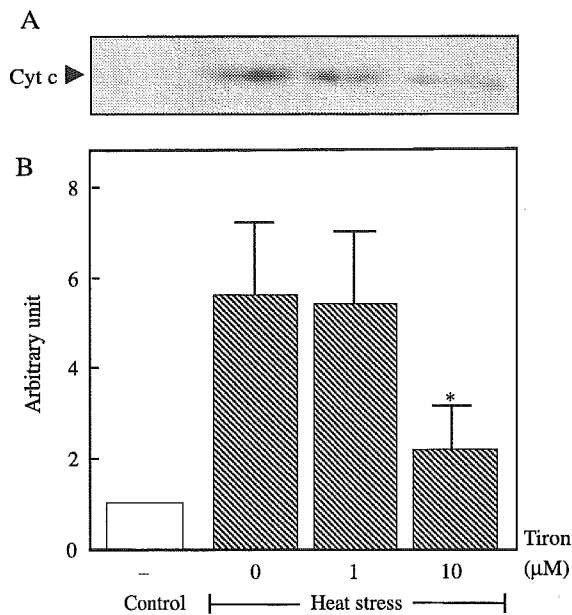 A
Cyt c
B
Arbitrary unit
8
6
4
2
0
*
– 0 1 10
Tiron
(μM)
Control Heat stress